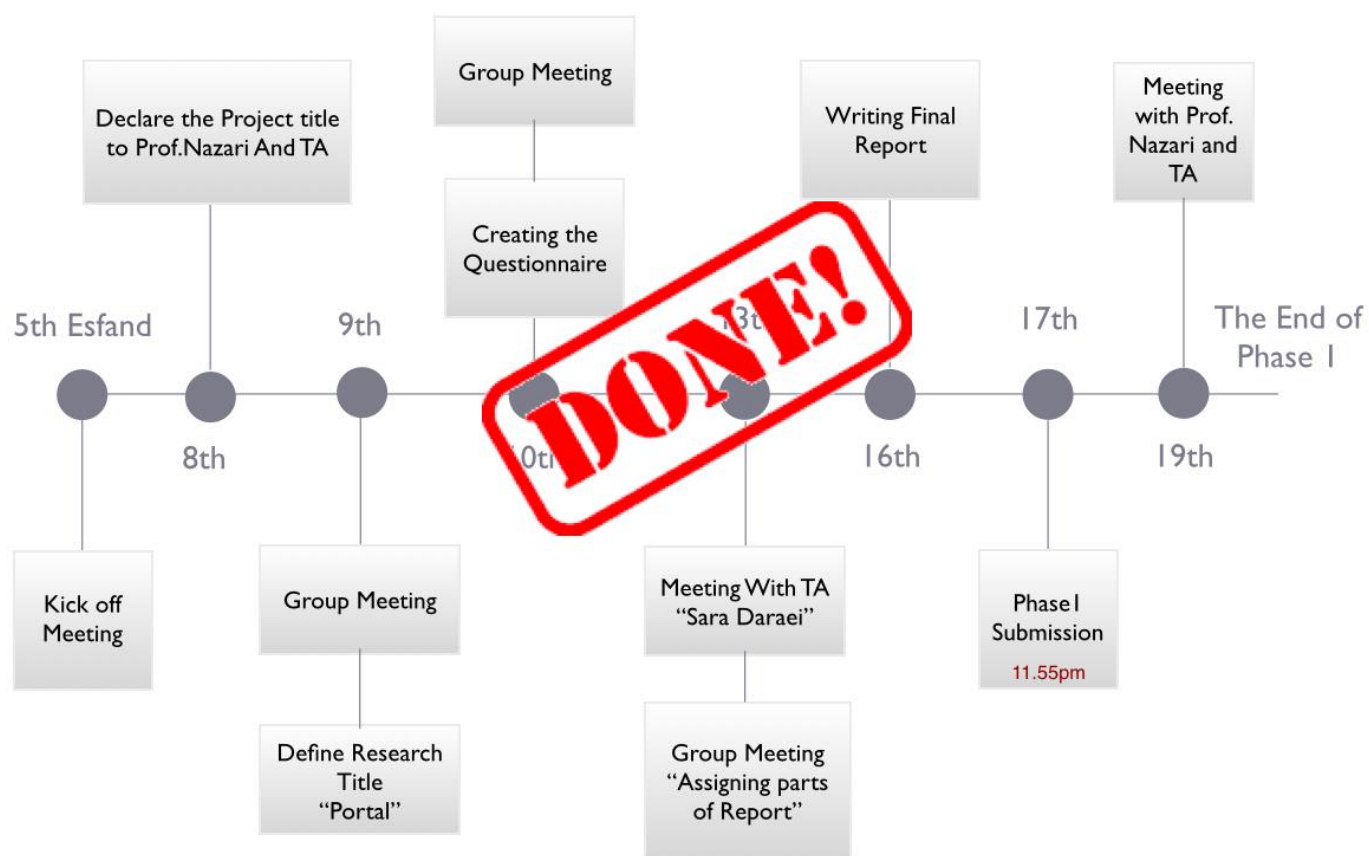 Group Meeting
Declare the Project title
to Prof.Nazari And TA
Writing Final
Report
Meeting
with Prof.
Nazari and
TA
Creating the
Questionnaire
5th Esfand
9th
13th
17th
The End of
Phase 1
DONE!
8th
10th
16th
19th
Kick off
Meeting
Group Meeting
Define Research
Title
“Portal”
Meeting With TA
“Sara Daraei”
Group Meeting
“Assigning parts
of Report”
Phase1
Submission
11.55pm